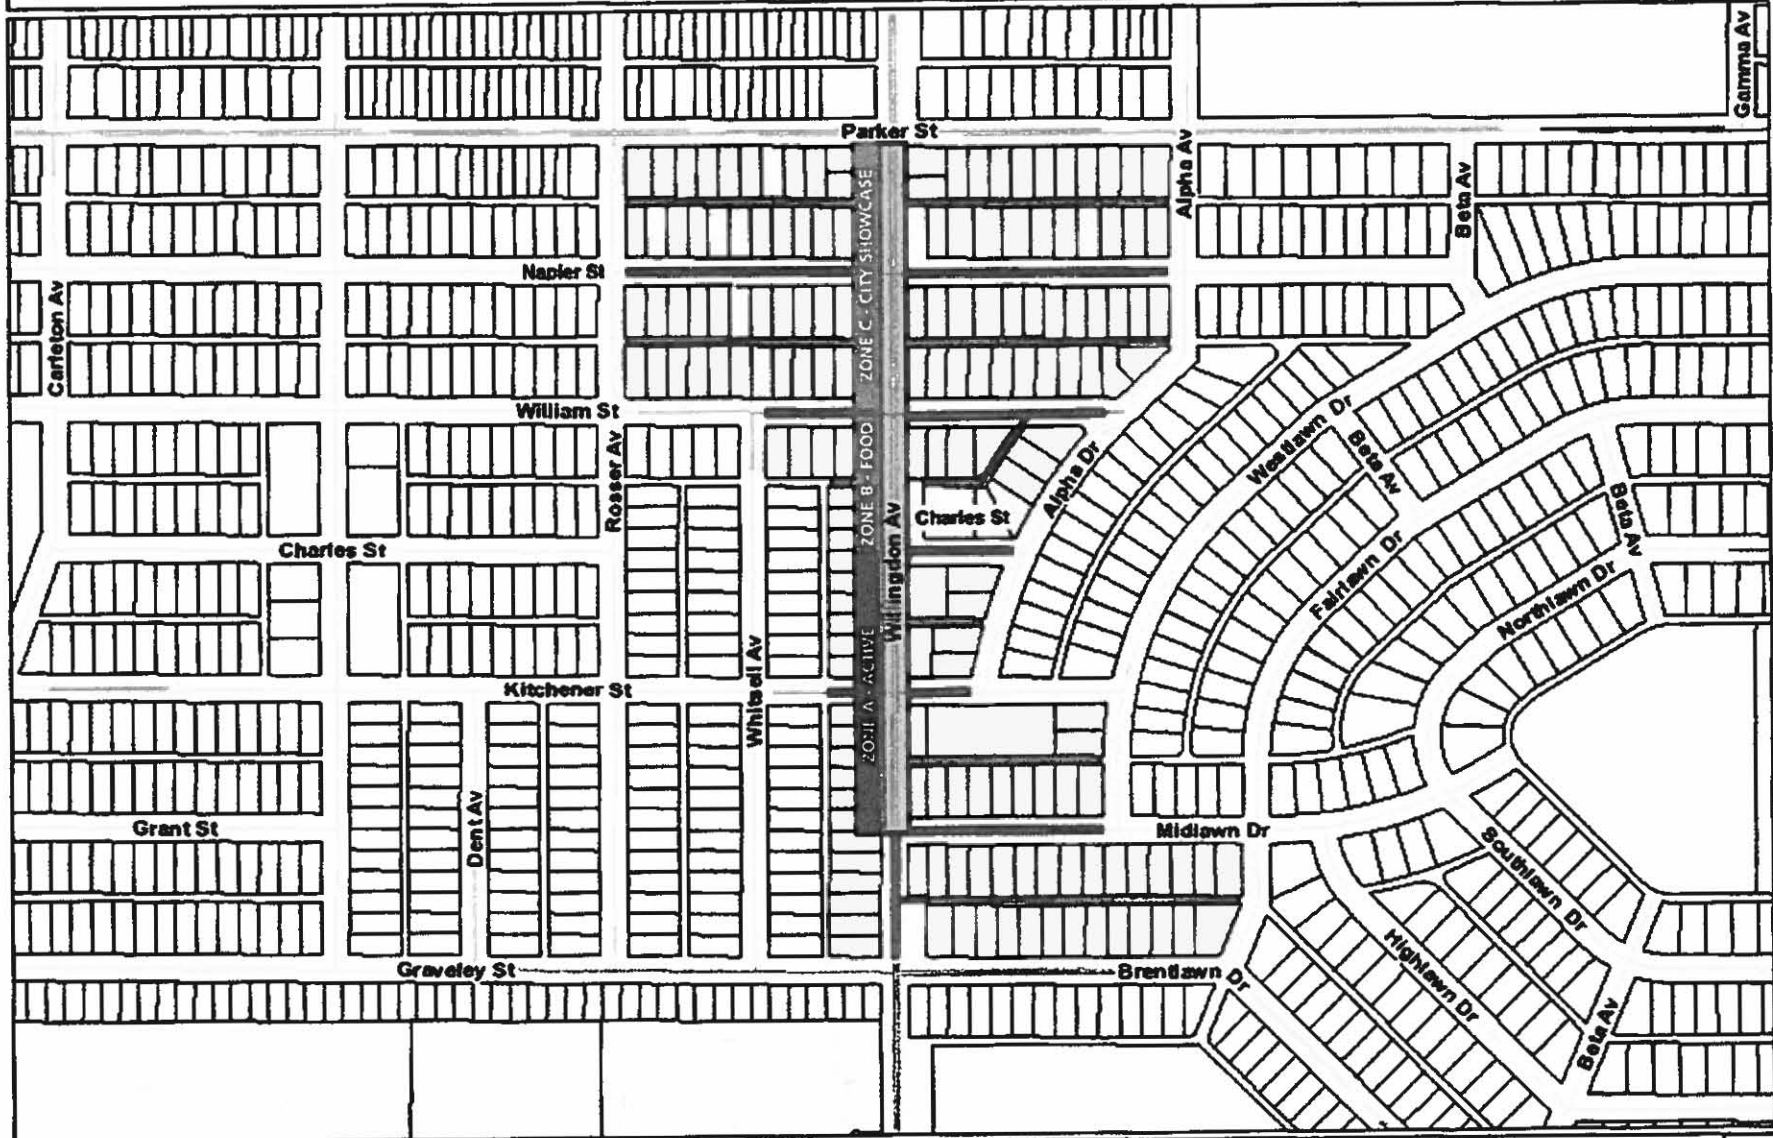 Gamma Av
Parker St
Alpha Av
Beta Av
ZONE C - CITY SHOWCASE
Napier St
Carleton Av
William St
Rosser Av
ZONE B - FOOD
Willingdon Av
Charles St
Alpha Dr
Westlawn Dr
Beta Av
Beta Av
Charles St
Fairlawn Dr
Northlawn Dr
Kitchener St
Whitsell Av
ZONE A - ACTIVE
Grant St
Dent Av
Midlawn Dr
Southlawn Dr
Highlawn Dr
Graveley St
Brentlawn Dr
Beta Av